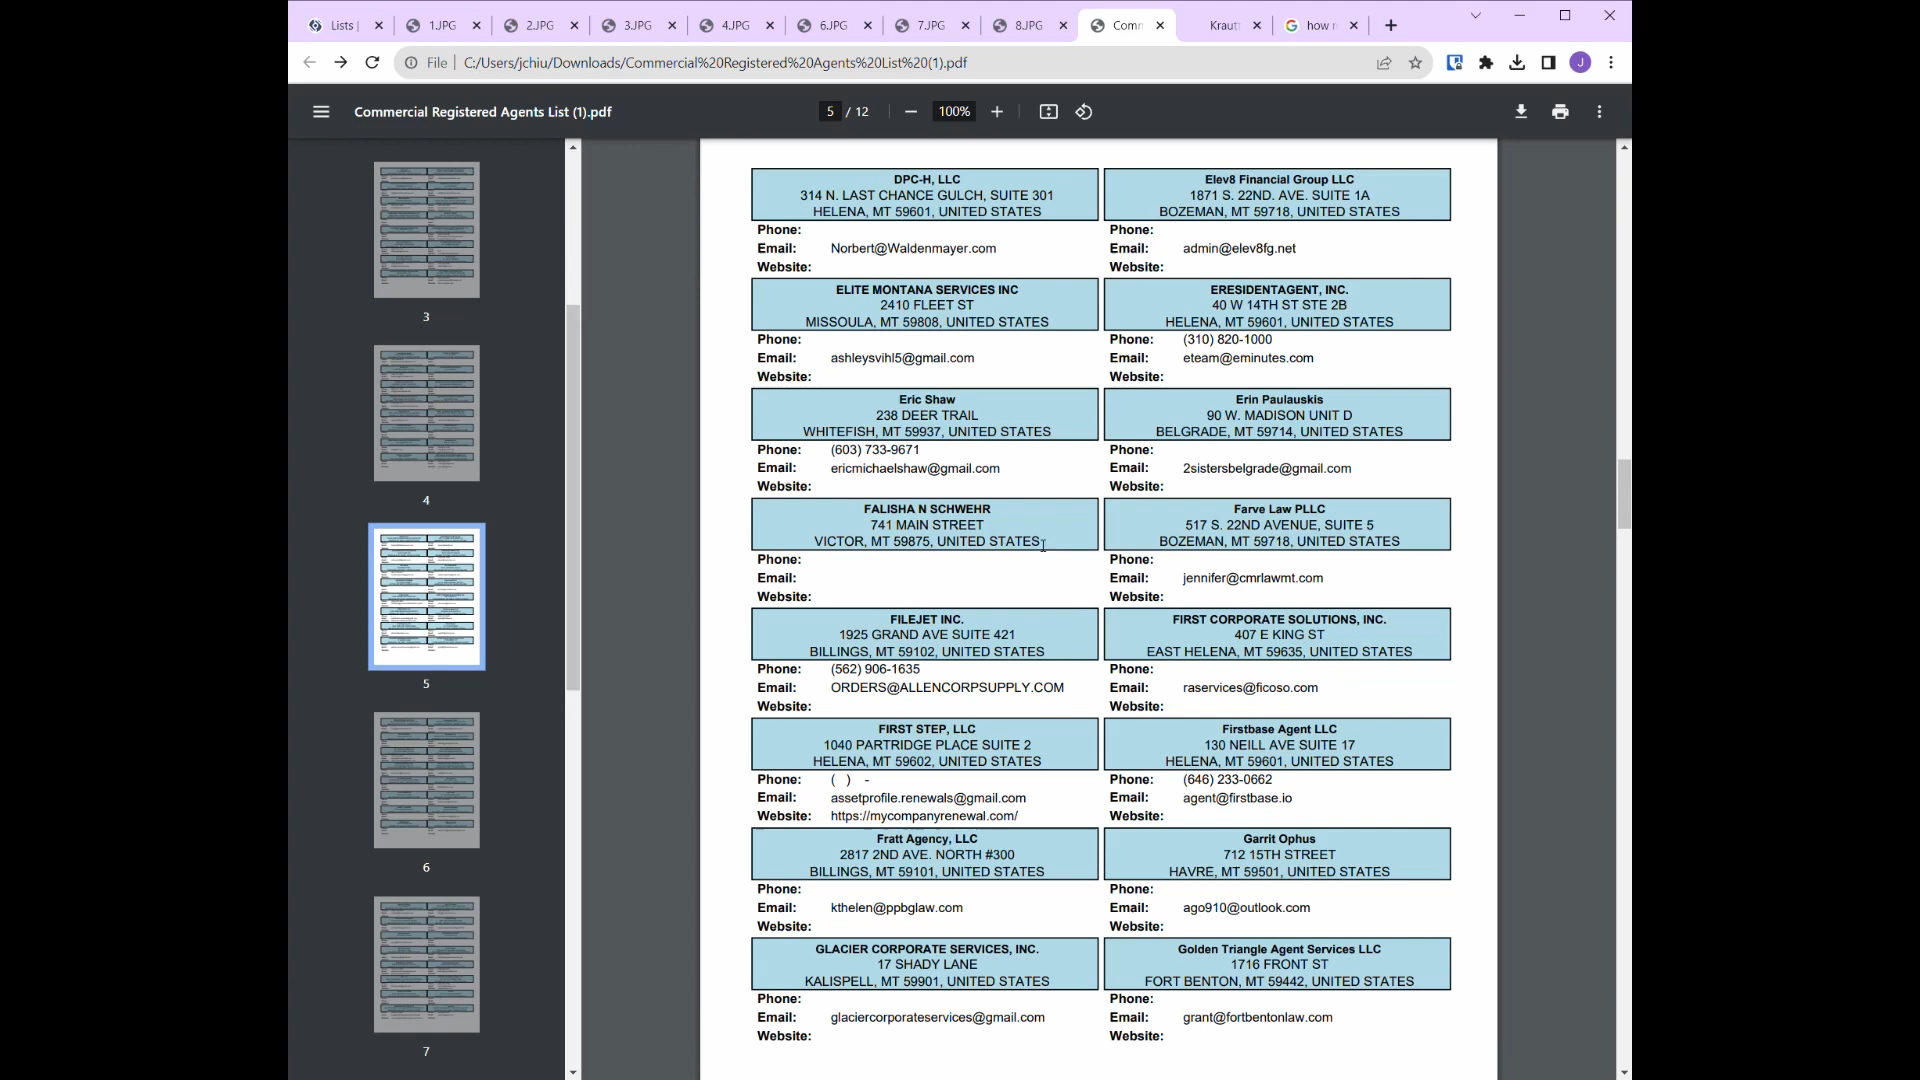 Lists |
1.JPG
2.JPG
3.JPG
4.JPG
6.JPG
7.JPG
8.JPG
Comm
Kraut
how r
File
C:/Users/jchiu/Downloads/Commercial%20Registered%20Agents%20List%20(1).pdf
J
Commercial Registered Agents List (1).pdf
5 / 12
100%
3
4
5
6
7
DPC-H, LLC
314 N. LAST CHANCE GULCH, SUITE 301
HELENA, MT 59601, UNITED STATES
Phone:
Email: Norbert@Waldenmayer.com
Website:
Elev8 Financial Group LLC
1871 S. 22ND. AVE. SUITE 1A
BOZEMAN, MT 59718, UNITED STATES
Phone:
Email: admin@elev8fg.net
Website:
ELITE MONTANA SERVICES INC
2410 FLEET ST
MISSOULA, MT 59808, UNITED STATES
Phone:
Email: ashleysvihl5@gmail.com
Website:
ERESIDENTAGENT, INC.
40 W 14TH ST STE 2B
HELENA, MT 59601, UNITED STATES
Phone: (310) 820-1000
Email: eteam@eminutes.com
Website:
Eric Shaw
238 DEER TRAIL
WHITEFISH, MT 59937, UNITED STATES
Phone: (603) 733-9671
Email: ericmichaelshaw@gmail.com
Website:
Erin Paulauskis
90 W. MADISON UNIT D
BELGRADE, MT 59714, UNITED STATES
Phone:
Email: 2sistersbelgrade@gmail.com
Website:
FALISHA N SCHWEHR
741 MAIN STREET
VICTOR, MT 59875, UNITED STATES
Phone:
Email:
Website:
Farve Law PLLC
517 S. 22ND AVENUE, SUITE 5
BOZEMAN, MT 59718, UNITED STATES
Phone:
Email: jennifer@cmrlawmt.com
Website:
FILEJET INC.
1925 GRAND AVE SUITE 421
BILLINGS, MT 59102, UNITED STATES
Phone: (562) 906-1635
Email: ORDERS@ALLENCORPSUPPLY.COM
Website:
FIRST CORPORATE SOLUTIONS, INC.
407 E KING ST
EAST HELENA, MT 59635, UNITED STATES
Phone:
Email: raservices@ficoso.com
Website:
FIRST STEP, LLC
1040 PARTRIDGE PLACE SUITE 2
HELENA, MT 59602, UNITED STATES
Phone: ( ) -
Email: assetprofile.renewals@gmail.com
Website: https://mycompanyrenewal.com/
Firstbase Agent LLC
130 NEILL AVE SUITE 17
HELENA, MT 59601, UNITED STATES
Phone: (646) 233-0662
Email: agent@firstbase.io
Website:
Fratt Agency, LLC
2817 2ND AVE. NORTH #300
BILLINGS, MT 59101, UNITED STATES
Phone:
Email: kthelen@ppbglaw.com
Website:
Garrit Ophus
712 15TH STREET
HAVRE, MT 59501, UNITED STATES
Phone:
Email: ago910@outlook.com
Website:
GLACIER CORPORATE SERVICES, INC.
17 SHADY LANE
KALISPELL, MT 59901, UNITED STATES
Phone:
Email: glaciercorporateservices@gmail.com
Website:
Golden Triangle Agent Services LLC
1716 FRONT ST
FORT BENTON, MT 59442, UNITED STATES
Phone:
Email: grant@fortbentonlaw.com
Website: